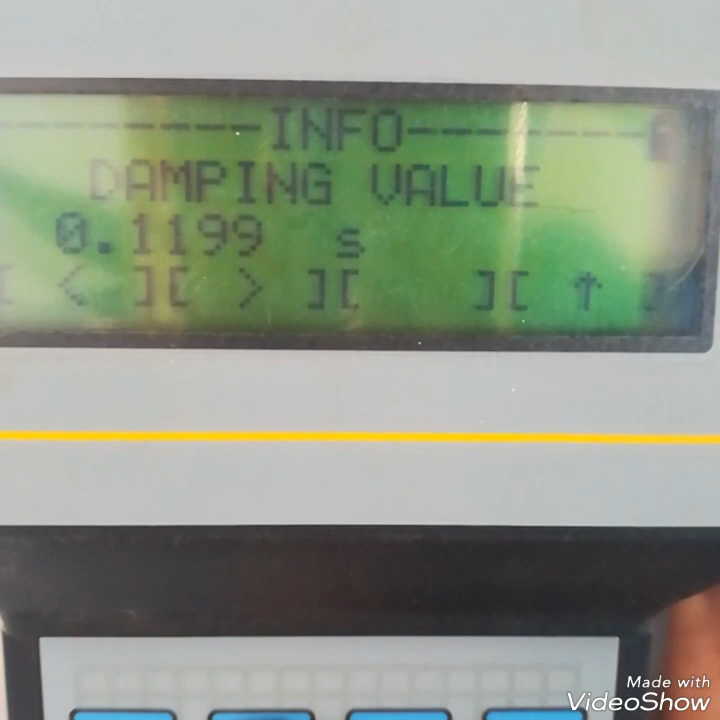 ---------INFO--------
DAMPING VALUE
0.1199 s
[ < ][ > ][   ][ ↑ ]
Made with
VideoShow